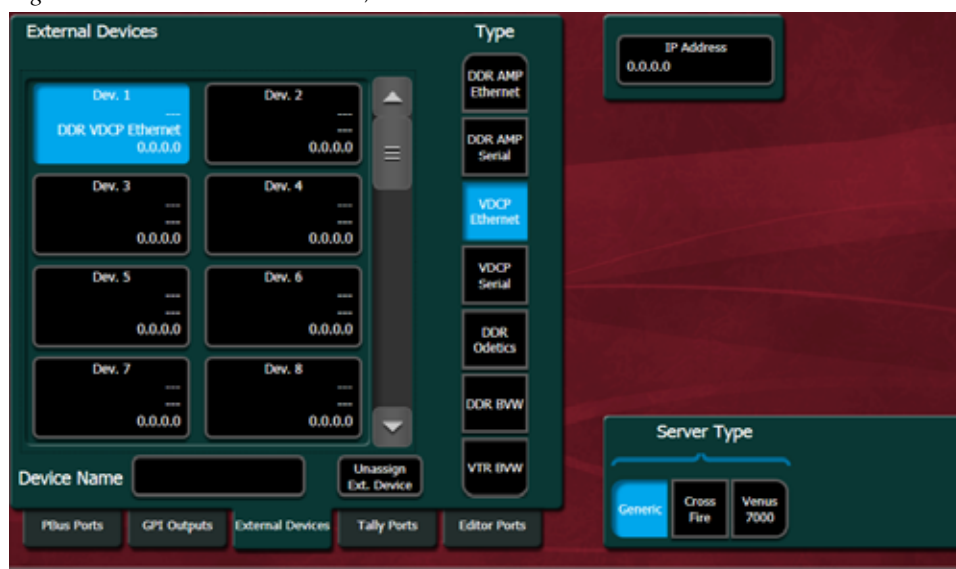 External Devices
Type
IP Address
0.0.0.0
DDR AMP
Ethernet
Dev. 1
---
DDR VDCP Ethernet
0.0.0.0
Dev. 2
---
---
0.0.0.0
DDR AMP
Serial
Dev. 3
---
---
0.0.0.0
Dev. 4
---
---
0.0.0.0
VDCP
Ethernet
Dev. 5
---
---
0.0.0.0
Dev. 6
---
---
0.0.0.0
VDCP
Serial
DDR
Odetics
Dev. 7
---
---
0.0.0.0
Dev. 8
---
---
0.0.0.0
DDR BVW
VTR BVW
Device Name
Unassign
Ext. Device
Server Type
Generic
Cross
Fire
Venus
7000
PBus Ports
GPI Outputs
External Devices
Tally Ports
Editor Ports